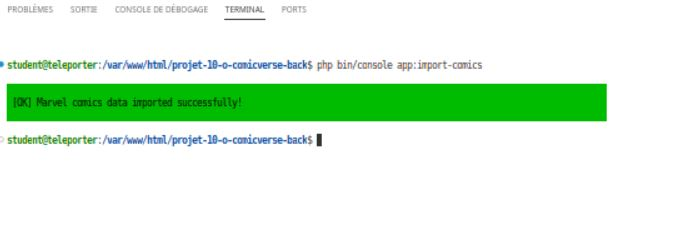 PROBLÈMES SORTIE CONSOLE DE DÉBOGAGE TERMINAL PORTS
student@teleporter:/var/www/html/projet-10-o-comicverse-back$ php bin/console app:import-comics
[OK] Marvel comics data imported successfully!
student@teleporter:/var/www/html/projet-10-o-comicverse-back$